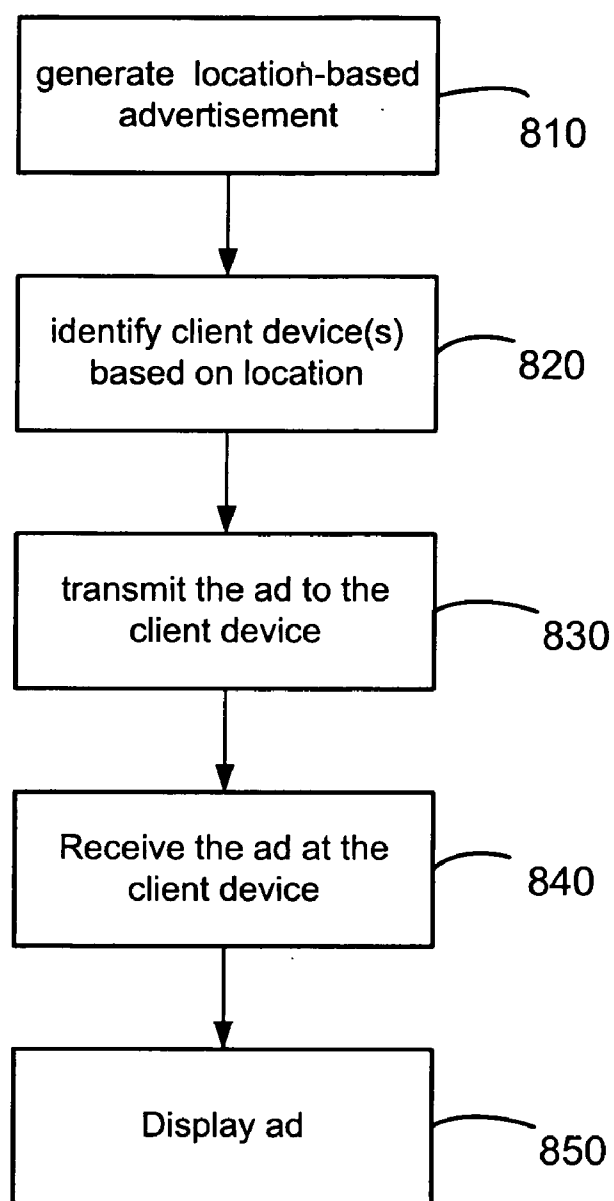 generate location-based
advertisement
810
identify client device(s)
based on location
820
transmit the ad to the
client device
830
Receive the ad at the
client device
840
Display ad
850